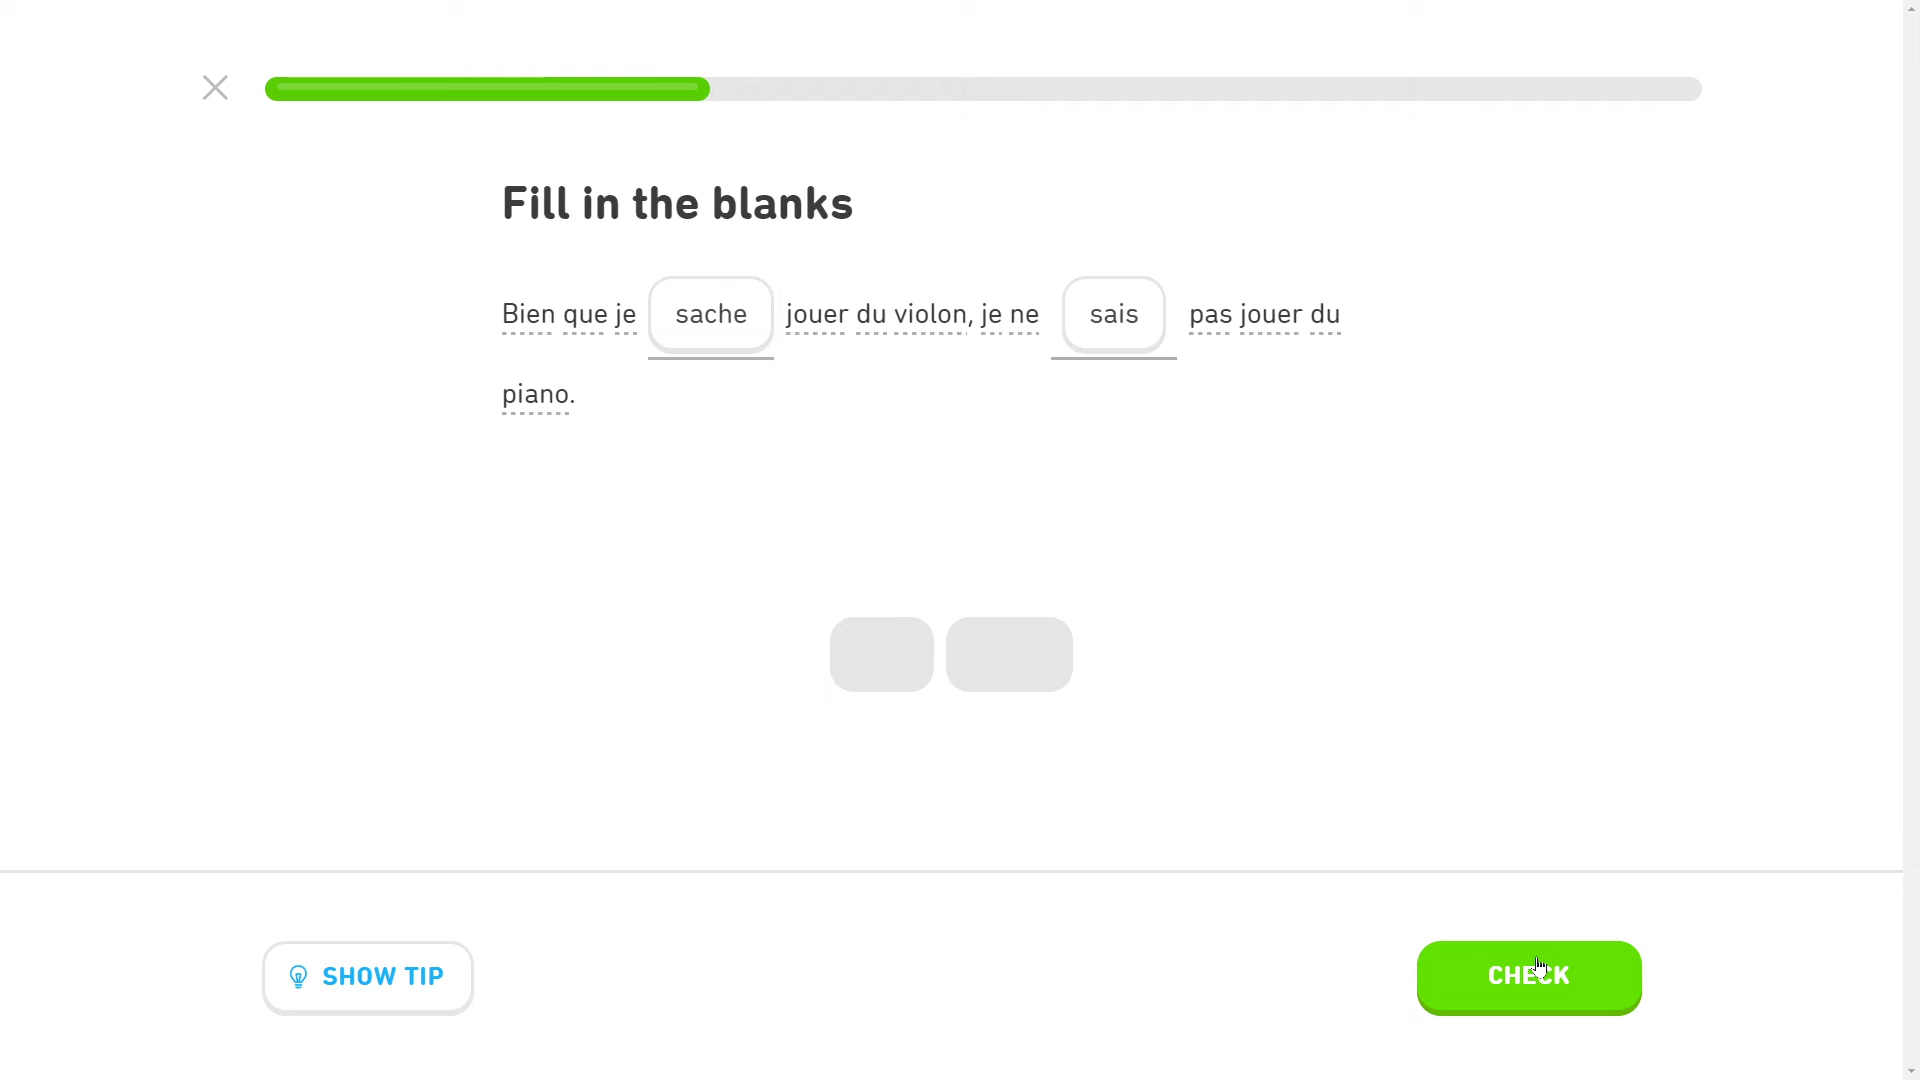 Fill in the blanks
Bien que je sache jouer du violon, je ne sais pas jouer du
piano.
SHOW TIP
CHECK